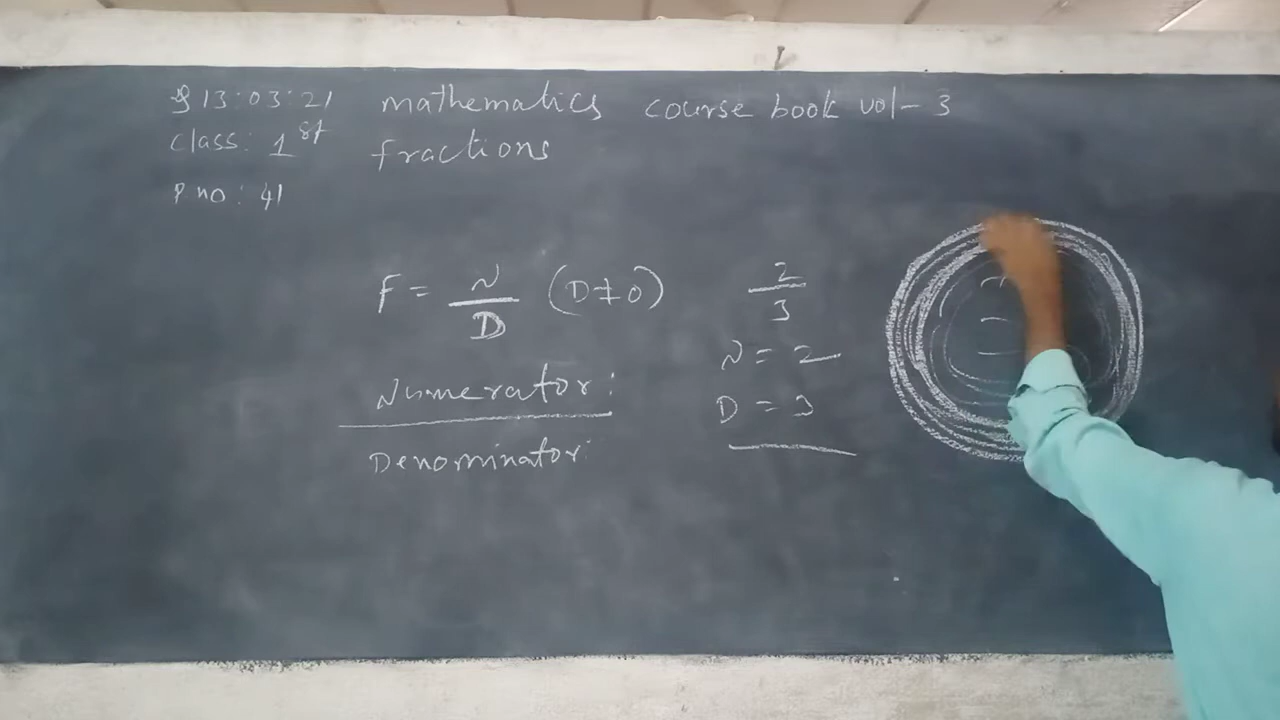 13:03:21 mathematics course book vol-3
class: 1st fractions
P no: 41
F = N/D (D≠0)
Numerator:
Denominator:
2/3
N = 2
D = 3